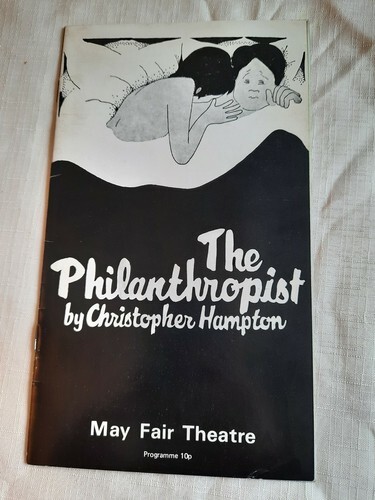 The
Philanthropist
by Christopher Hampton
May Fair Theatre
Programme 10p